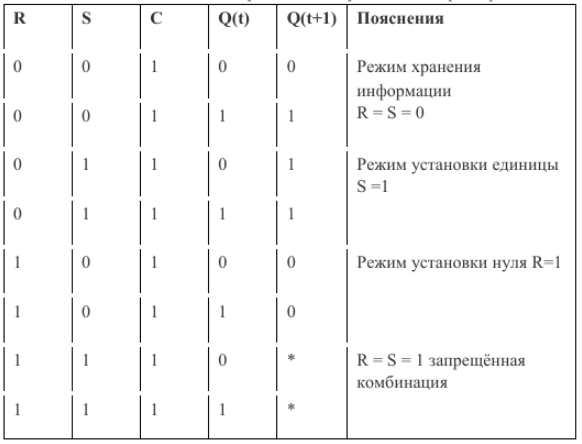 R S C Q(t) Q(t+1) Пояснения
0 0 1 0 0 Режим хранения
информации
0 0 1 1 1 R = S = 0
0 1 1 0 1 Режим установки единицы
S =1
0 1 1 1 1
1 0 1 0 0 Режим установки нуля R=1
1 0 1 1 0
1 1 1 0 * R = S = 1 запрещённая
комбинация
1 1 1 1 *